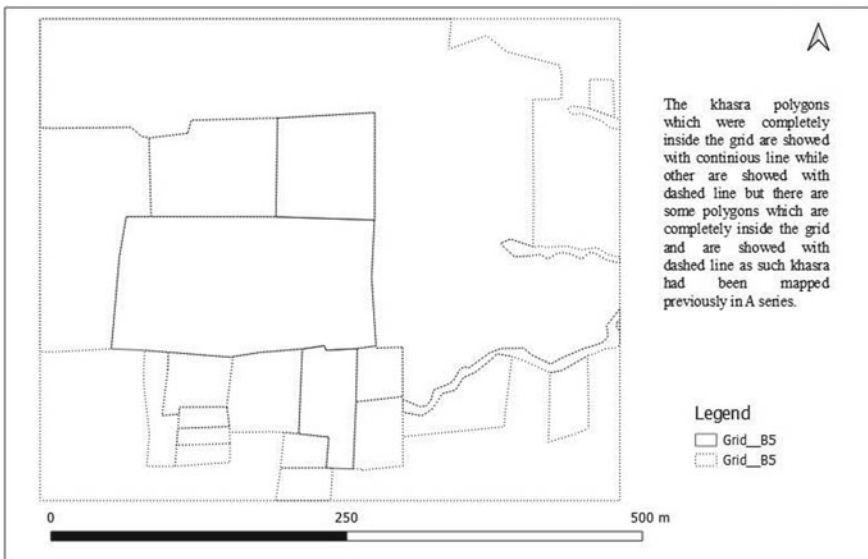 The khasra polygons
which were completely
inside the grid are showed
with continious line while
other are showed with
dashed line but there are
some polygons which are
completely inside the grid
and are showed with
dashed line as such khasra
had been mapped
previously in A series.
Legend
Grid__B5
Grid__B5
0 250 500 m